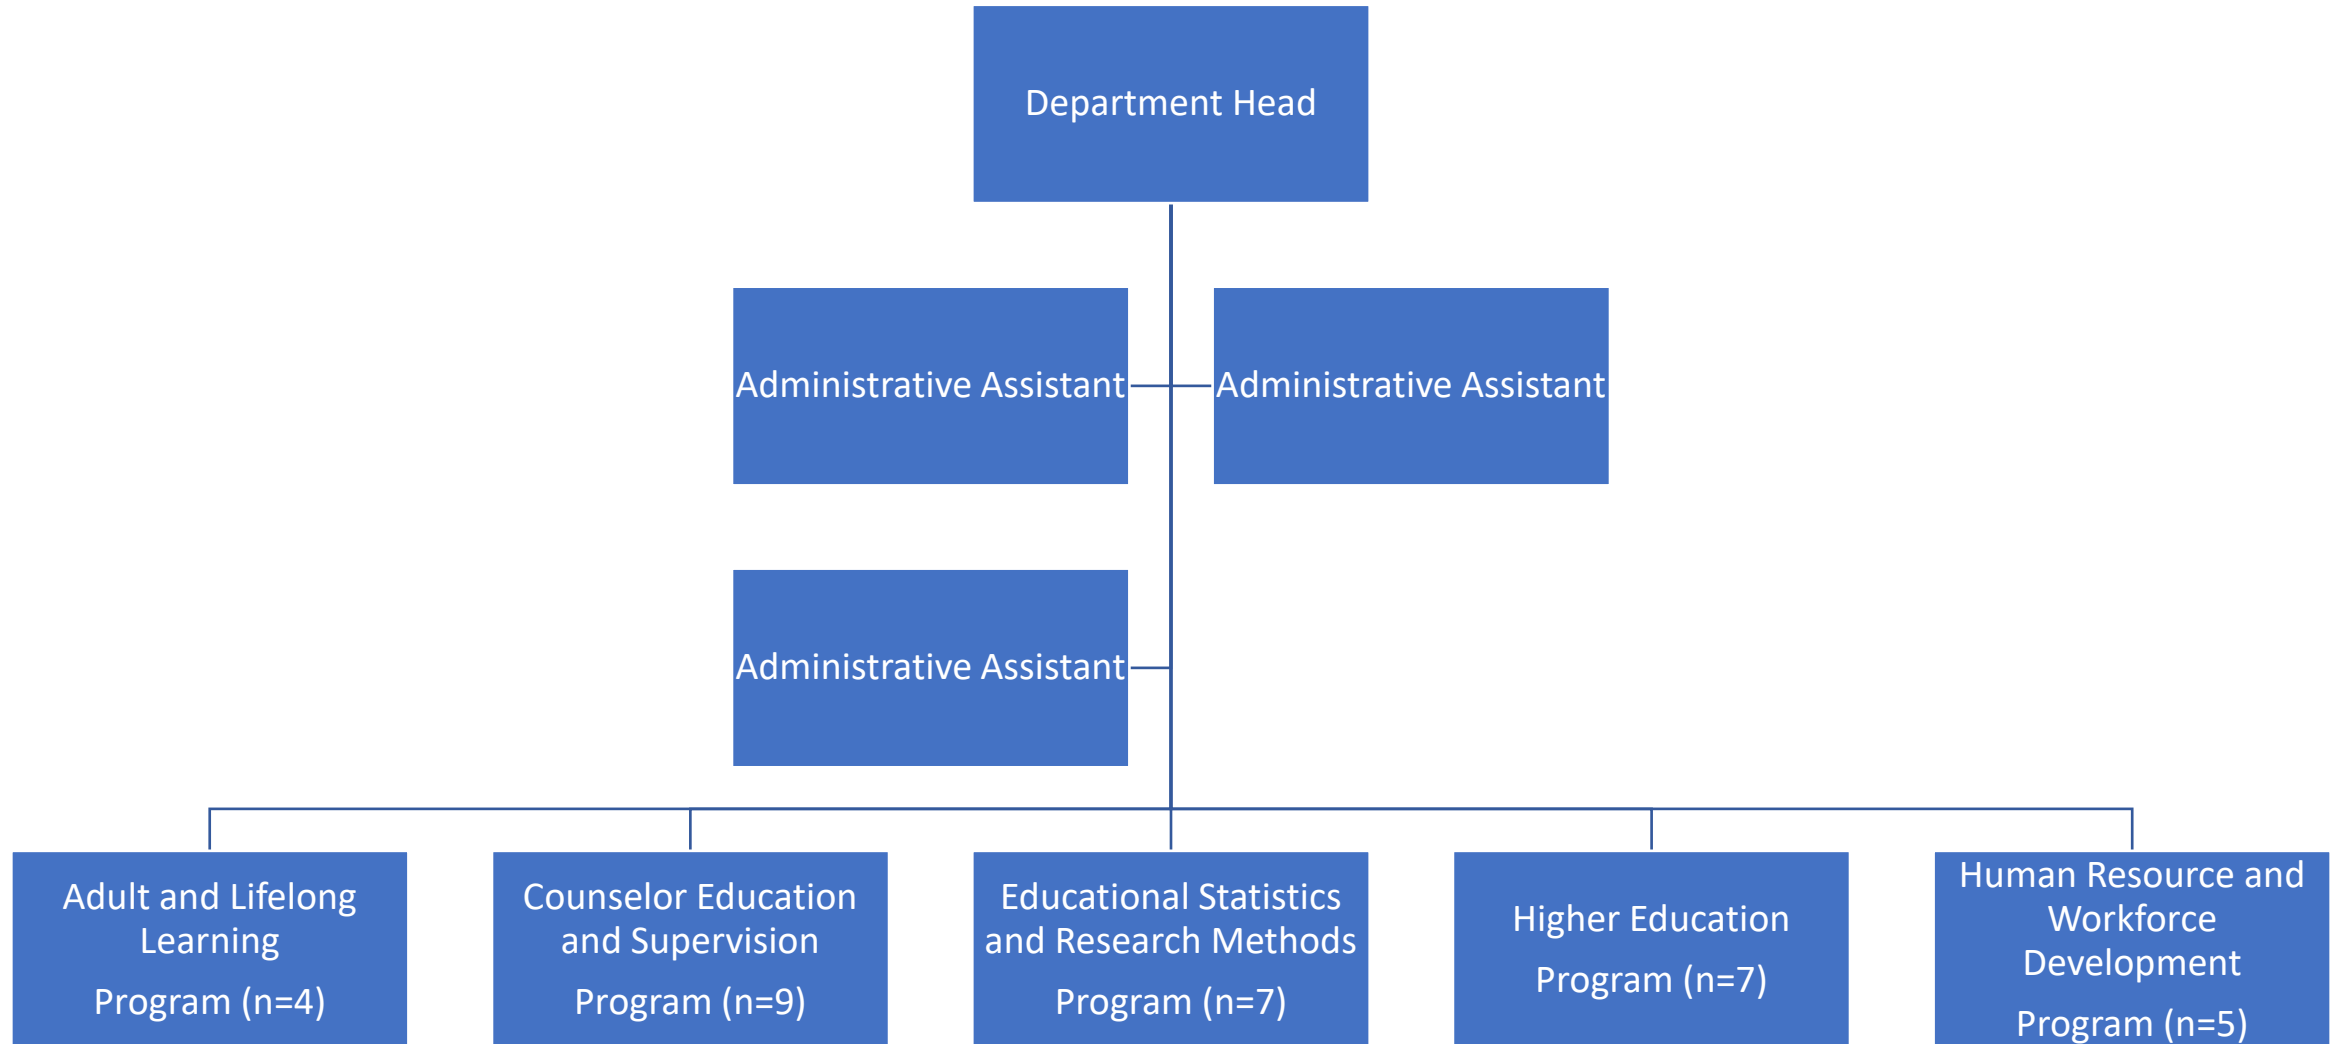 Department Head
Administrative Assistant
Administrative Assistant
Administrative Assistant
Adult and Lifelong
Learning
Program (n=4)
Counselor Education
and Supervision
Program (n=9)
Educational Statistics
and Research Methods
Program (n=7)
Higher Education
Program (n=7)
Human Resource and
Workforce
Development
Program (n=5)